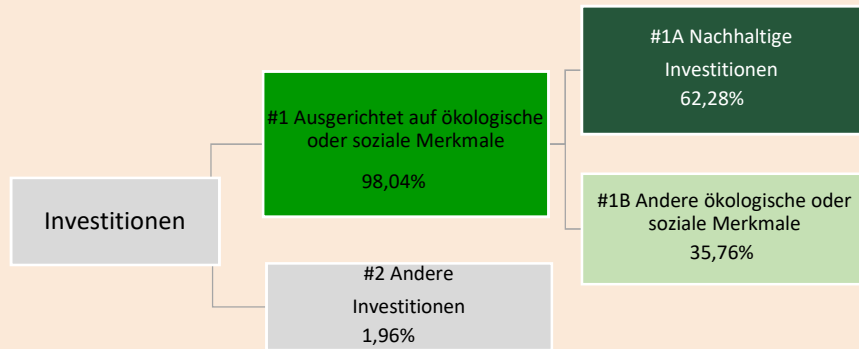 Investitionen
#1 Ausgerichtet auf ökologische
oder soziale Merkmale
98,04%
#2 Andere
Investitionen
1,96%
#1A Nachhaltige
Investitionen
62,28%
#1B Andere ökologische oder
soziale Merkmale
35,76%